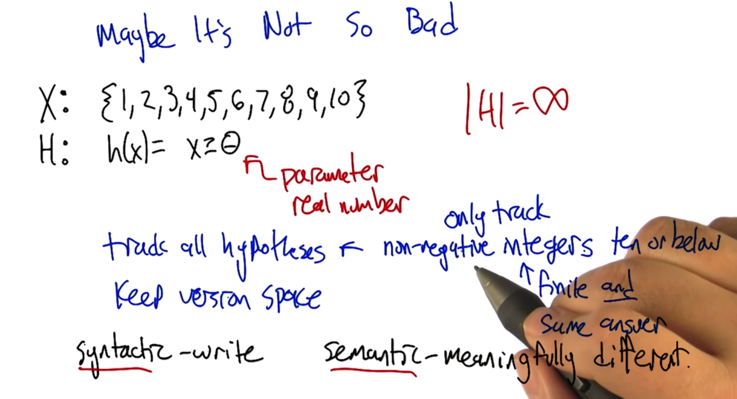 Maybe It's Not So Bad
X: {1,2,3,4,5,6,7,8,9,10}
|H|=∞
H: h(x)= x≥θ
parameter
real number
only track
track all hypotheses ← non-negative integers ten or below
Keep version space
↑ finite and
same answer
syntactic -write semantic -meaningfully different.